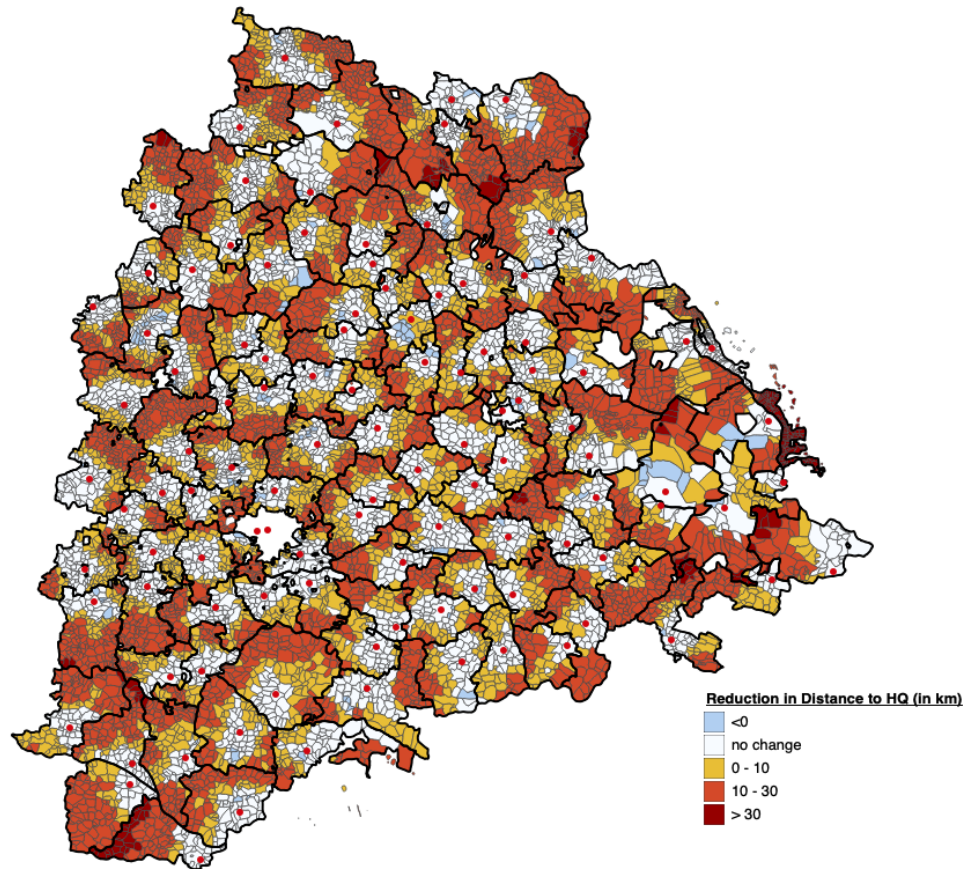 Reduction in Distance to HQ (in km)
<0
no change
0 - 10
10 - 30
> 30